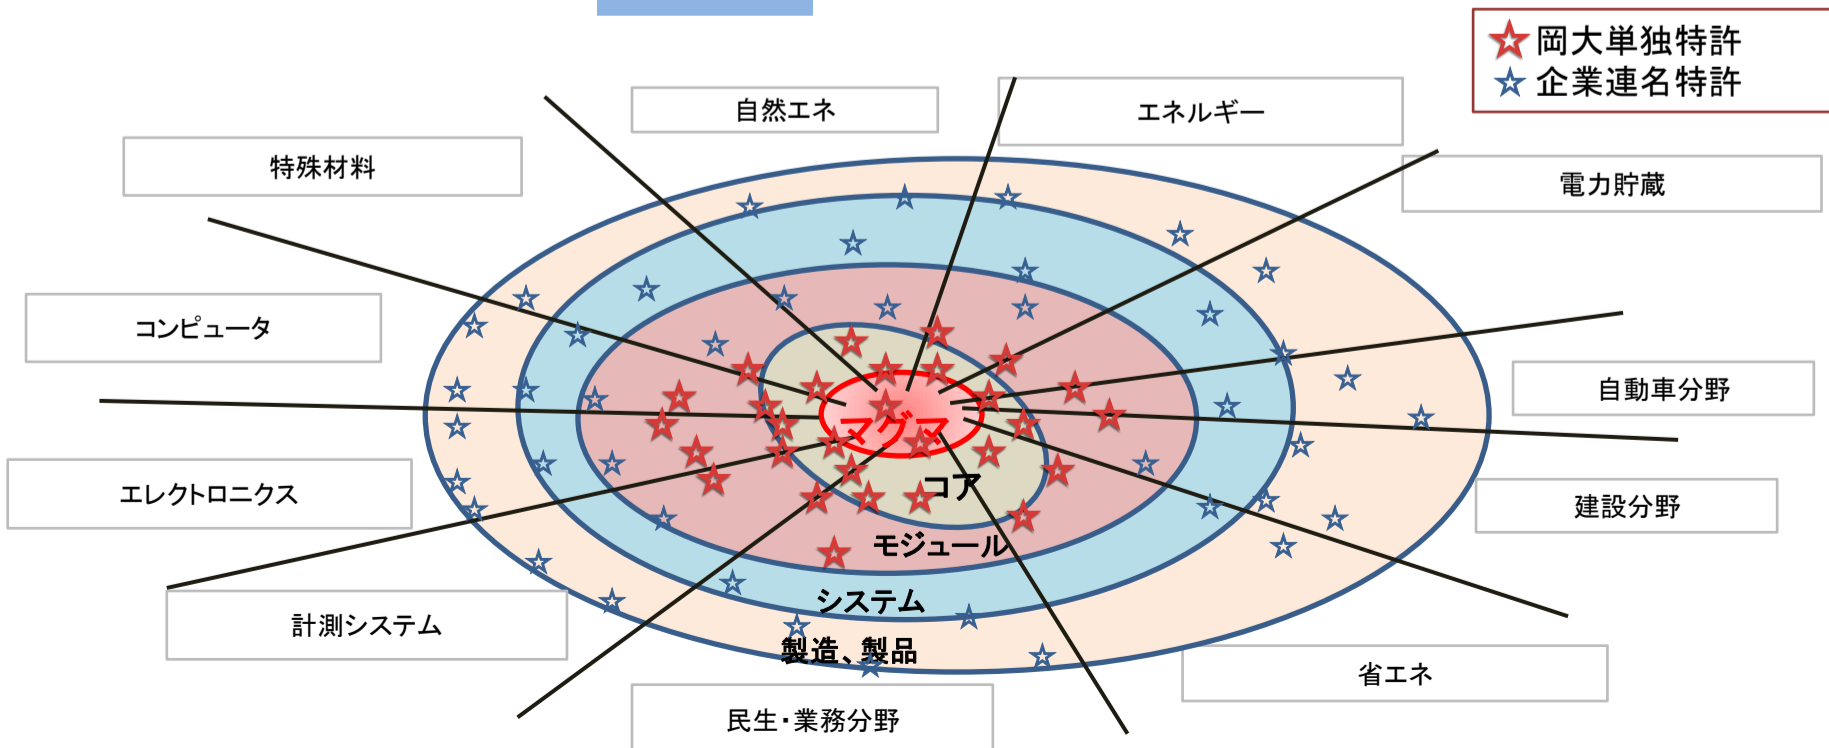 岡大単独特許
企業連名特許
自然エネ
エネルギー
特殊材料
電力貯蔵
コンピュータ
自動車分野
マグマ
コア
エレクトロニクス
建設分野
モジュール
システム
計測システム
製造、製品
省エネ
民生・業務分野